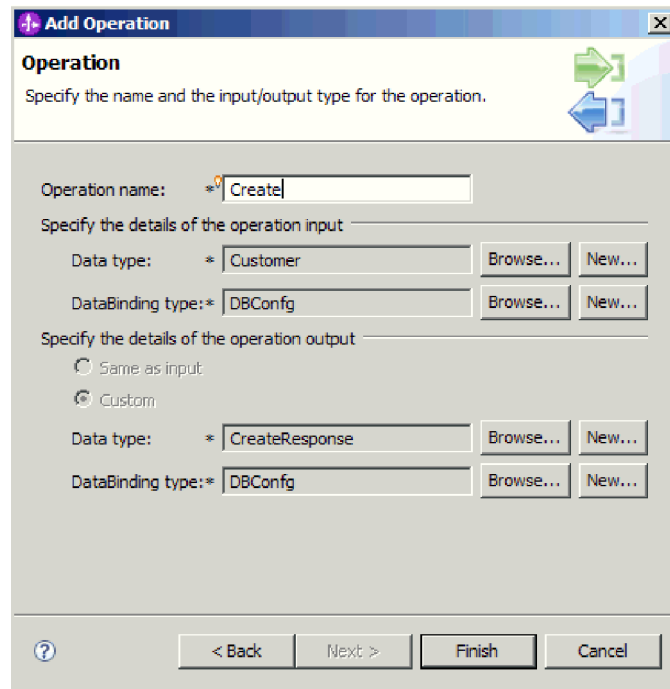 Add Operation
Operation
Specify the name and the input/output type for the operation.
Operation name: * Create
Specify the details of the operation input
Data type: * Customer Browse... New...
DataBinding type:* DBConfg Browse... New...
Specify the details of the operation output
Same as input
Custom
Data type: * CreateResponse Browse... New...
DataBinding type:* DBConfg Browse... New...
? < Back Next > Finish Cancel